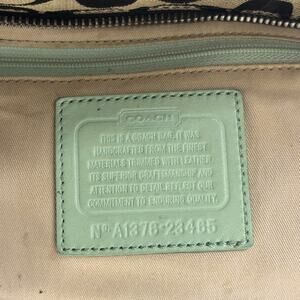 COACH
THIS IS A COACH BAG. IT WAS
HANDCRAFTED FROM THE FINEST
MATERIALS TRIMMED WITH LEATHER.
ITS SUPERIOR CRAFTSMANSHIP AND
ATTENTION TO DETAIL REFLECT OUR
COMMITMENT TO ENDURING QUALITY.
No A1376-23465